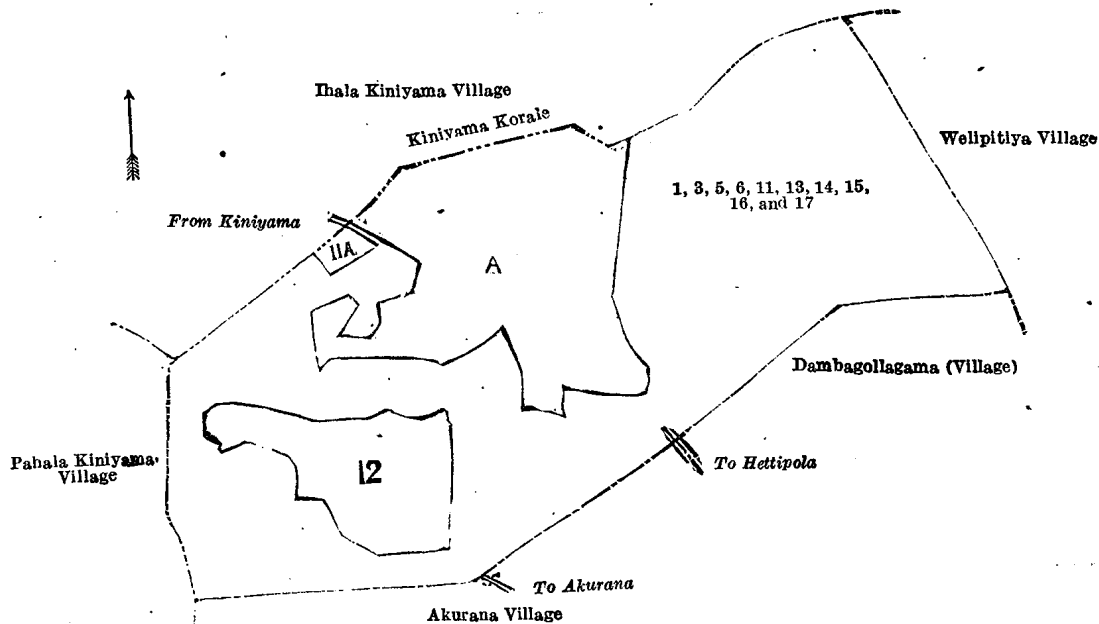 Ihala Kiniyama Village
Kiniyama Korale
Welipitiya Village
1, 3, 5, 6, 11, 13, 14, 15,
16, and 17
From Kiniyama
11A
A
Dambagollagama (Village)
Pahala Kiniyama
Village
12
To Hettipola
To Akurana
Akurana Village